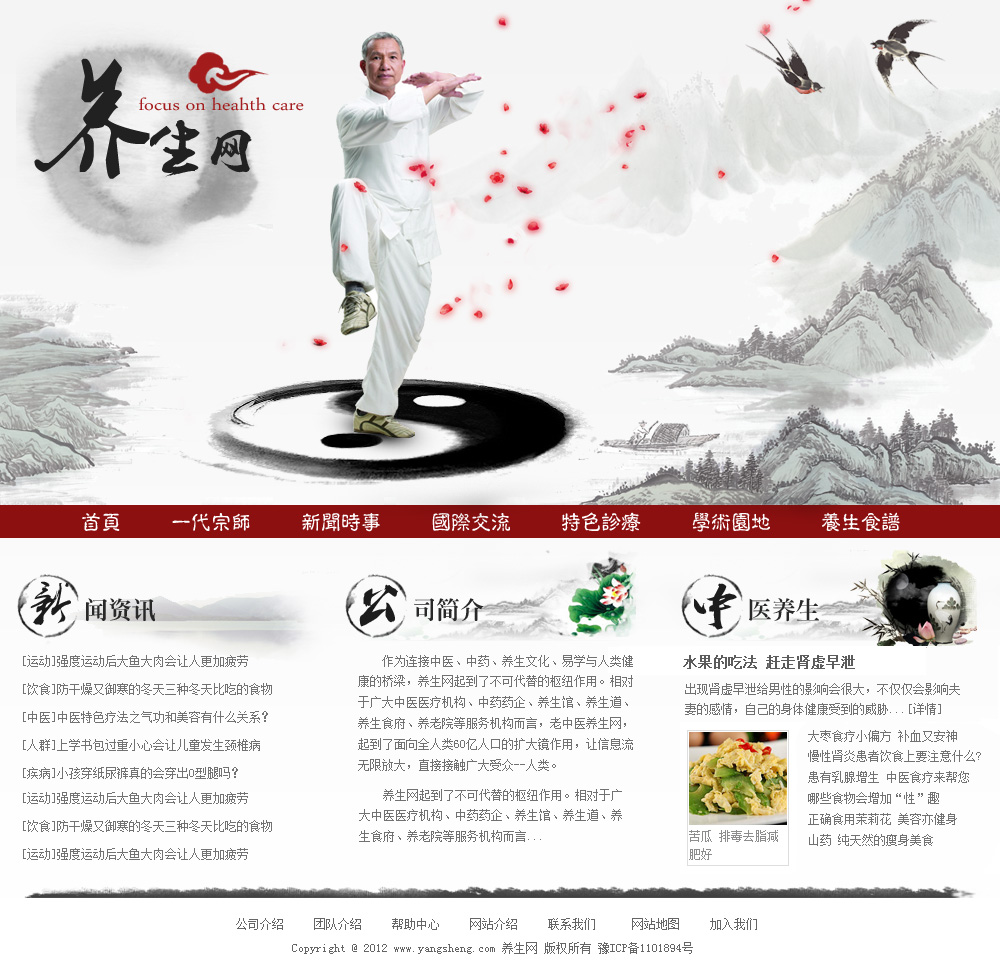 养生网
focus on heahth care
首頁 一代宗師 新聞時事 國際交流 特色診療 學術園地 養生食譜
新闻资讯
[运动]强度运动后大鱼大肉会让人更加疲劳
[饮食]防干燥又御寒的冬天三种冬天比吃的食物
[中医]中医特色疗法之气功和美容有什么关系?
[人群]上学书包过重小心会让儿童发生颈椎病
[疾病]小孩穿纸尿裤真的会穿出O型腿吗?
[运动]强度运动后大鱼大肉会让人更加疲劳
[饮食]防干燥又御寒的冬天三种冬天比吃的食物
[运动]强度运动后大鱼大肉会让人更加疲劳
公司简介
作为连接中医、中药、养生文化、易学与人类健
康的桥梁，养生网起到了不可代替的枢纽作用。相对
于广大中医医疗机构、中药药企、养生馆、养生道、
养生食府、养老院等服务机构而言，老中医养生网，
起到了面向全人类60亿人口的扩大镜作用，让信息流
无限放大，直接接触广大受众--人类。
养生网起到了不可代替的枢纽作用。相对于广
大中医医疗机构、中药药企、养生馆、养生道、养
生食府、养老院等服务机构而言...
中医养生
水果的吃法 赶走肾虚早泄
出现肾虚早泄给男性的影响会很大，不仅仅会影响夫
妻的感情，自己的身体健康受到的威胁...[详情]
苦瓜 排毒去脂减
肥好
大枣食疗小偏方 补血又安神
慢性肾炎患者饮食上要注意什么?
患有乳腺增生 中医食疗来帮您
哪些食物会增加“性”趣
正确食用茉莉花 美容亦健身
山药 纯天然的瘦身美食
公司介绍 团队介绍 帮助中心 网站介绍 联系我们 网站地图 加入我们
Copyright @ 2012 www.yangsheng.com 养生网 版权所有 豫ICP备1101894号